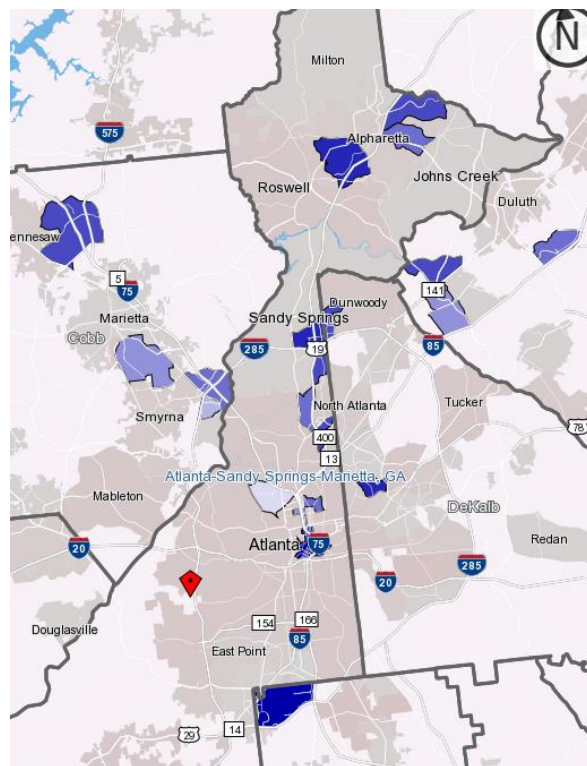 N
Milton
575
Alpharetta
Roswell
Johns Creek
Duluth
ennesaw
5
75
141
Dunwoody
Marietta
Sandy Springs
Cobb
285
19
85
North Atlanta
Tucker
Smyrna
400
78
13
Atlanta-Sandy Springs-Marietta, GA
Mableton
DeKalb
Redan
Atlanta
75
20
285
20
Douglasville
154
166
85
East Point
14
29